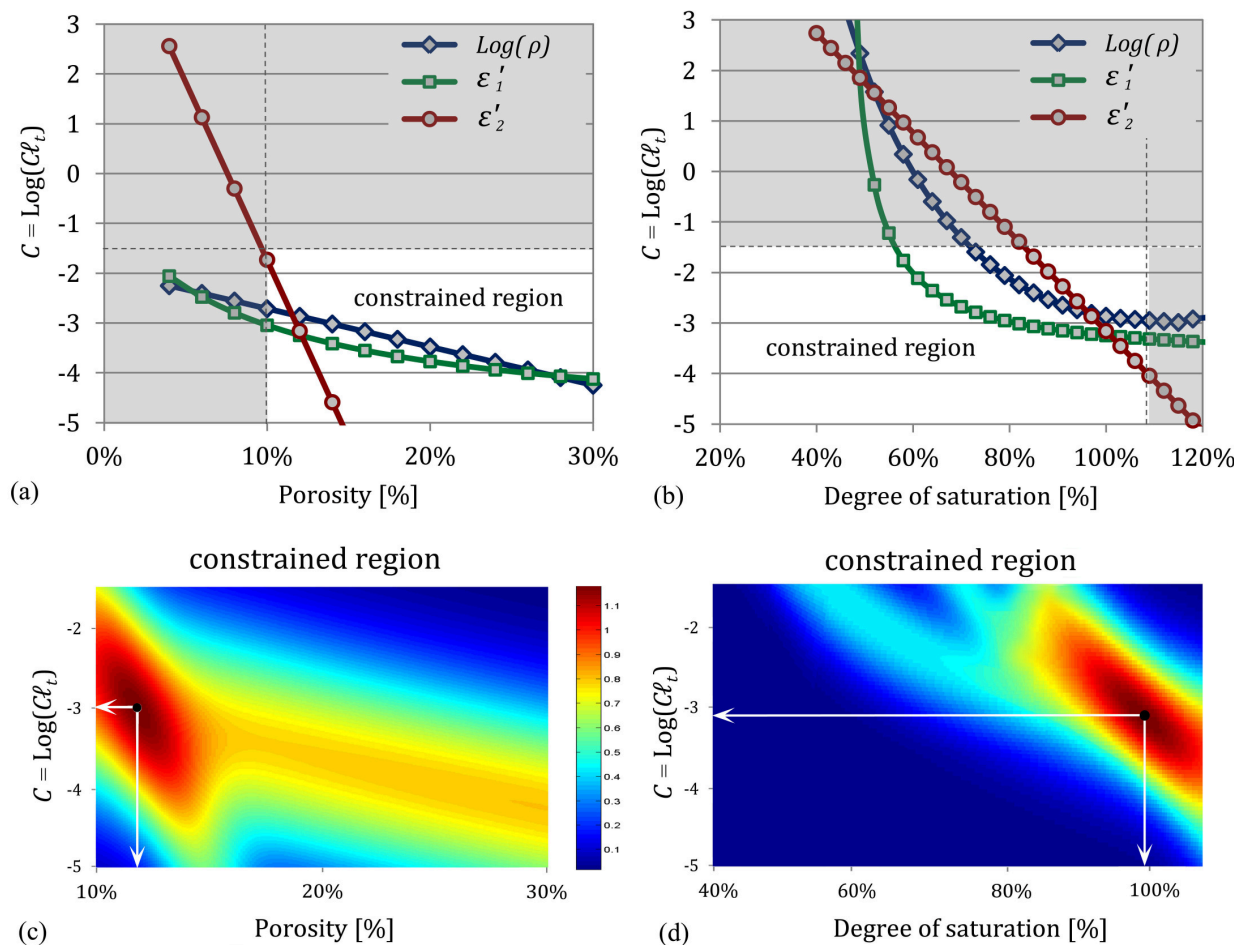 3
2
1
0
-1
-2
-3
-4
-5
C = Log(Cℓt)
Log(ρ)
ε1′
ε2′
constrained region
0% 10% 20% 30%
Porosity [%]
(a)
3
2
1
0
-1
-2
-3
-4
-5
C = Log(Cℓt)
Log(ρ)
ε1′
ε2′
constrained region
20% 40% 60% 80% 100% 120%
Degree of saturation [%]
(b)
constrained region
-2
-3
-4
-5
C = Log(Cℓt)
10% 20% 30%
Porosity [%]
(c)
1.1
1
0.9
0.8
0.7
0.6
0.5
0.4
0.3
0.2
0.1
constrained region
-2
-3
-4
-5
C = Log(Cℓt)
40% 60% 80% 100%
Degree of saturation [%]
(d)